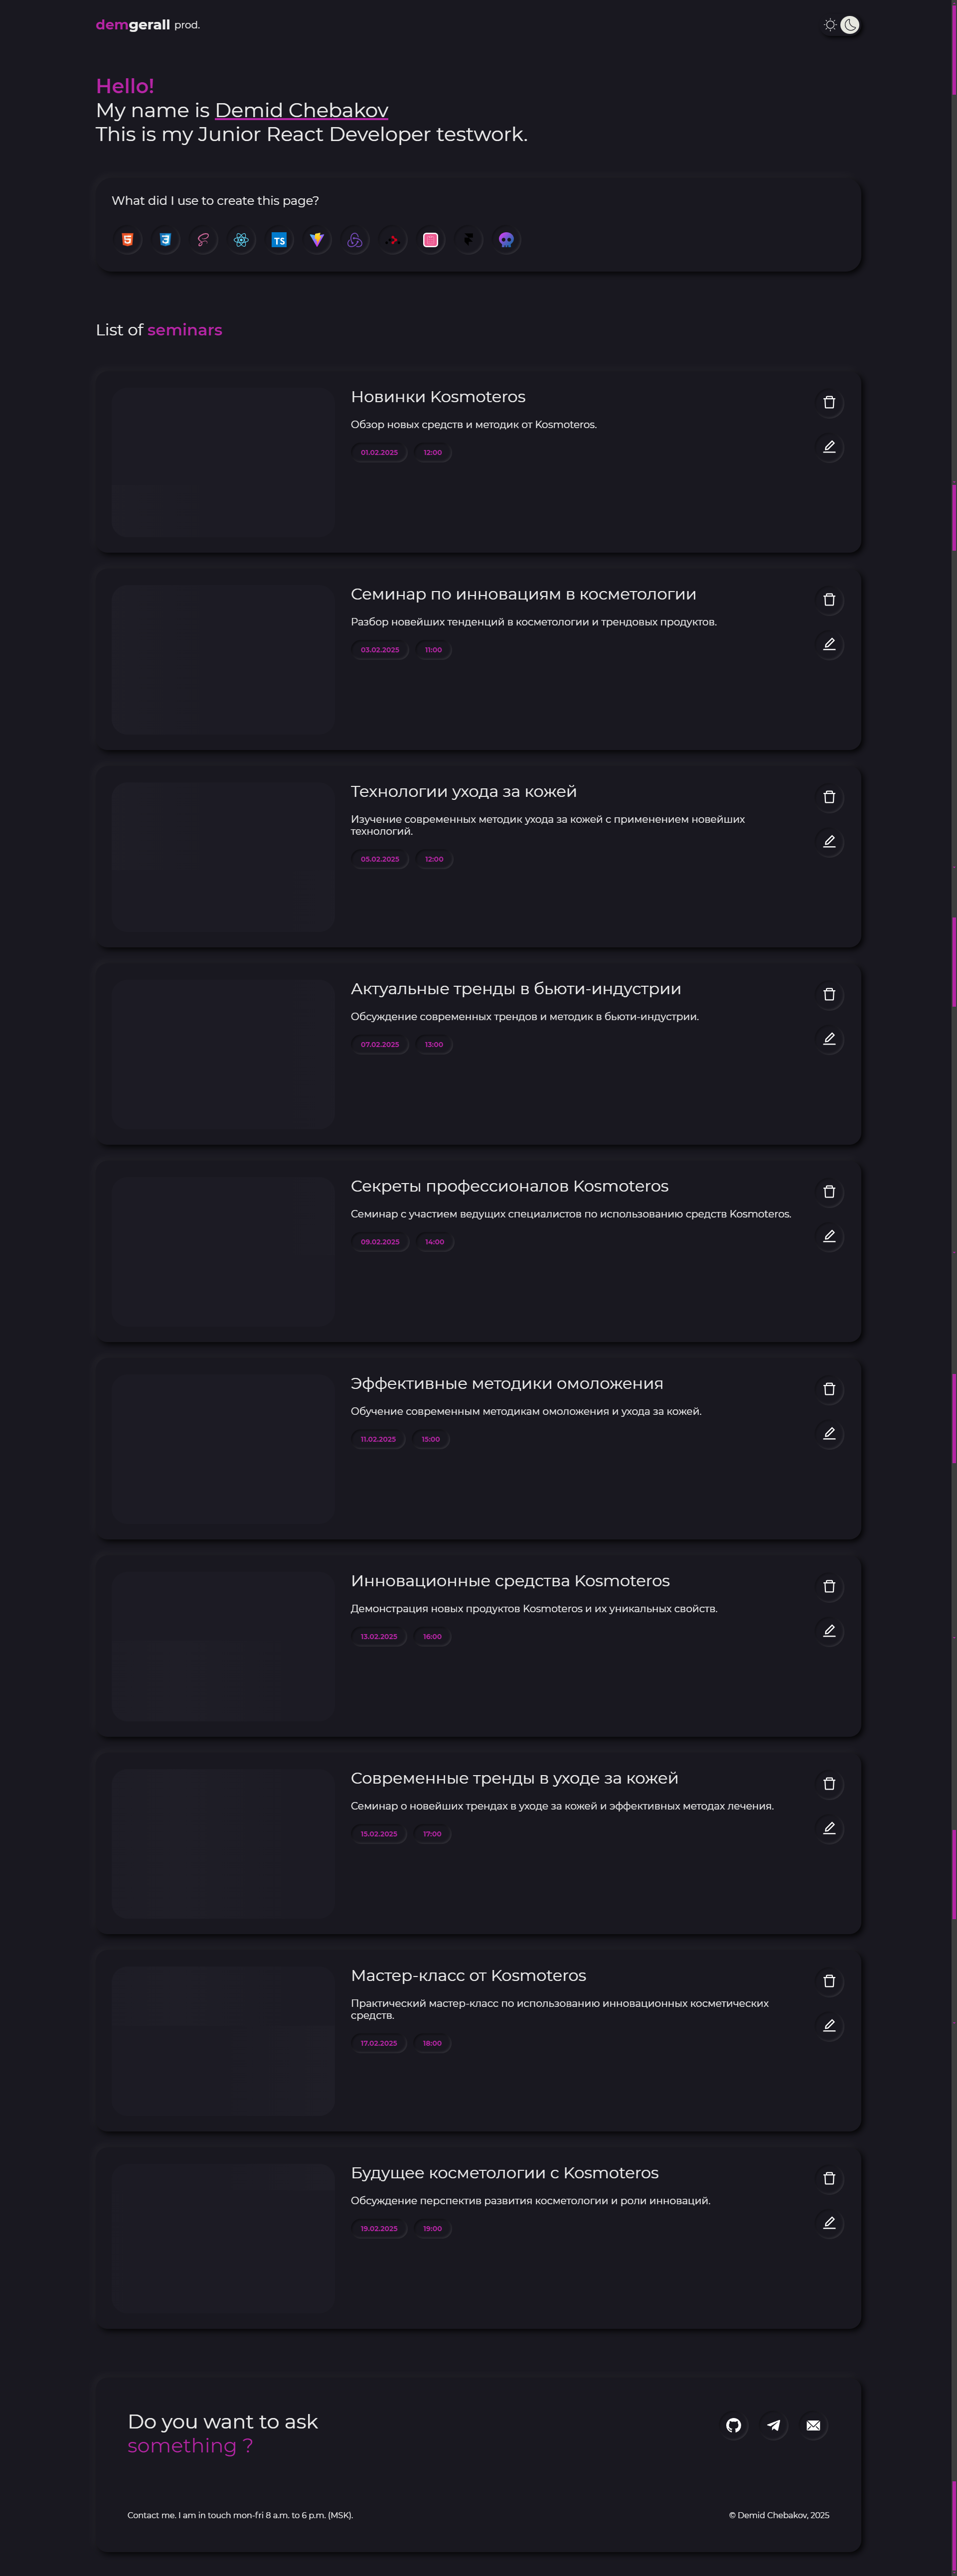 demgerall prod.
Hello!
My name is Demid Chebakov
This is my Junior React Developer testwork.
What did I use to create this page?
TS
List of seminars
Новинки Kosmoteros
Обзор новых средств и методик от Kosmoteros.
01.02.2025 12:00
Семинар по инновациям в косметологии
Разбор новейших тенденций в косметологии и трендовых продуктов.
03.02.2025 11:00
Технологии ухода за кожей
Изучение современных методик ухода за кожей с применением новейших
технологий.
05.02.2025 12:00
Актуальные тренды в бьюти-индустрии
Обсуждение современных трендов и методик в бьюти-индустрии.
07.02.2025 13:00
Секреты профессионалов Kosmoteros
Семинар с участием ведущих специалистов по использованию средств Kosmoteros.
09.02.2025 14:00
Эффективные методики омоложения
Обучение современным методикам омоложения и ухода за кожей.
11.02.2025 15:00
Инновационные средства Kosmoteros
Демонстрация новых продуктов Kosmoteros и их уникальных свойств.
13.02.2025 16:00
Современные тренды в уходе за кожей
Семинар о новейших трендах в уходе за кожей и эффективных методах лечения.
15.02.2025 17:00
Мастер-класс от Kosmoteros
Практический мастер-класс по использованию инновационных косметических
средств.
17.02.2025 18:00
Будущее косметологии с Kosmoteros
Обсуждение перспектив развития косметологии и роли инноваций.
19.02.2025 19:00
Do you want to ask
something ?
Contact me. I am in touch mon-fri 8 a.m. to 6 p.m. (MSK).
© Demid Chebakov, 2025